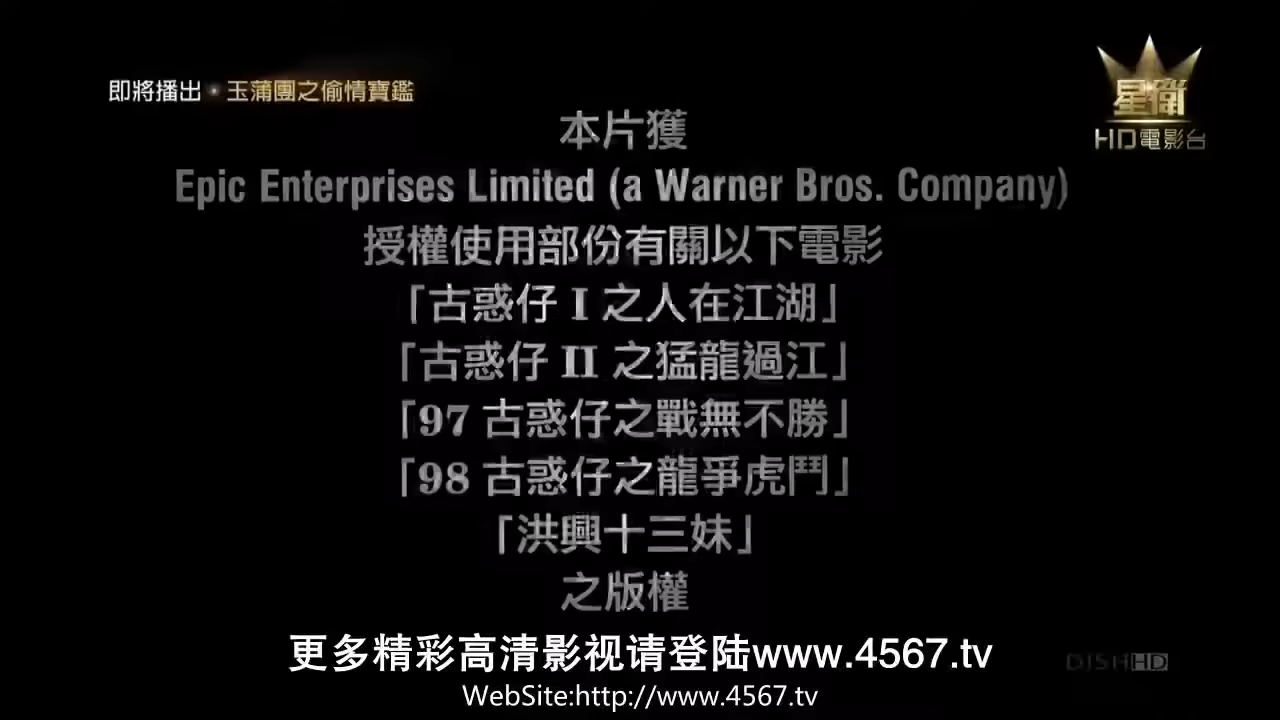 即將播出·玉蒲團之偷情寶鑑
星衛
HD電影台
本片獲
Epic Enterprises Limited (a Warner Bros. Company)
授權使用部份有關以下電影
「古惑仔 I 之人在江湖」
「古惑仔 II 之猛龍過江」
「97 古惑仔之戰無不勝」
「98 古惑仔之龍爭虎鬥」
「洪興十三妹」
之版權
更多精彩高清影视请登陆www.4567.tv
WebSite:http://www.4567.tv
DISHHD